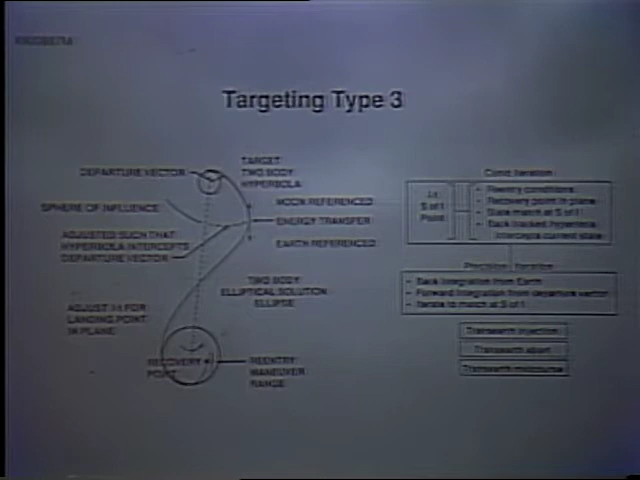 Targeting Type 3
DEPARTURE VECTOR
TARGET:
TWO BODY
HYPERBOLA
SPHERE OF INFLUENCE
MOON REFERENCED
ENERGY TRANSFER
EARTH REFERENCED
ADJUSTED SUCH THAT
HYPERBOLA INTERCEPTS
DEPARTURE VECTOR
TWO BODY
ELLIPTICAL SOLUTION
ELLIPSE
ADJUST FOR
LANDING POINT
IN PLANE
RECOVERY
POINT
REENTRY
MANEUVER
RANGE
Conic Iteration
S of I
Point
• Reentry conditions
• Recovery point in plane
• State match at S of I
• Back tracked hyperbola
intercepts current state
Precision Iteration
• Back integration from Earth
• Forward integration from departure vector
• Iterate to match at S of I
Transearth injection
Transearth abort
Transearth midcourse